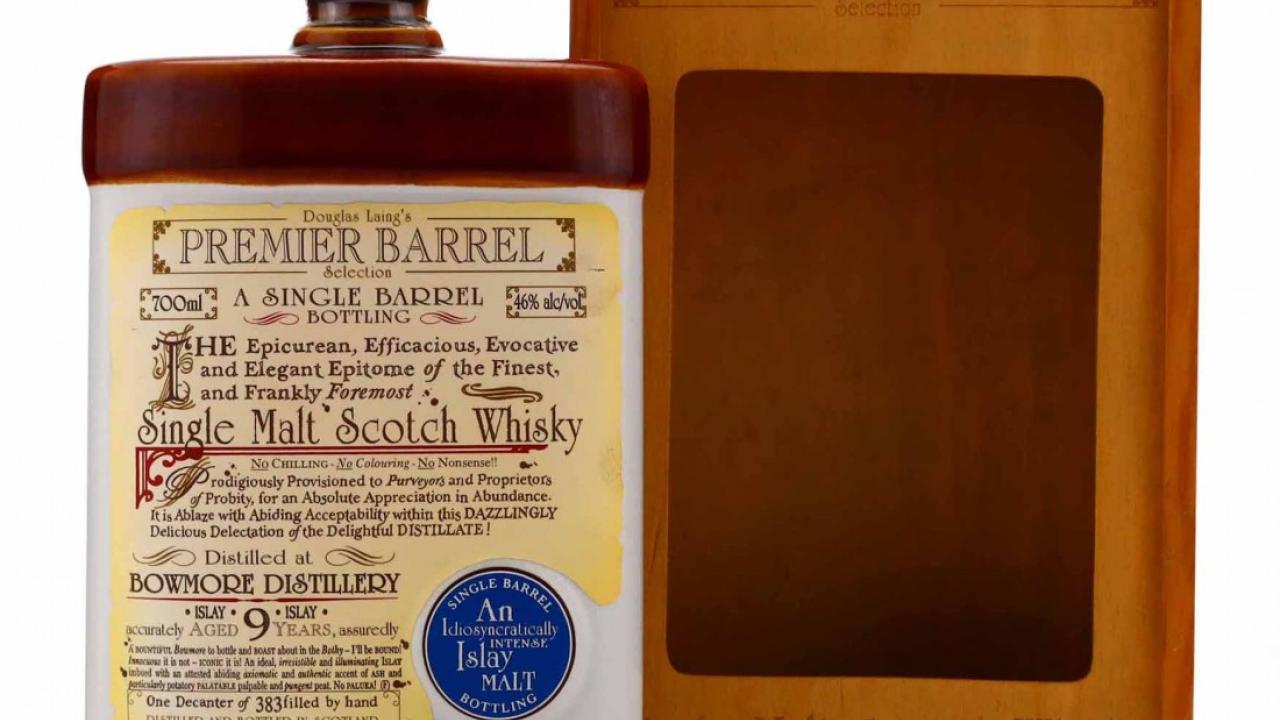 Selection
Douglas Laing's
PREMIER BARREL
Selection
700ml
A SINGLE BARREL
BOTTLING
46% alc/vol
THE Epicurean, Efficacious, Evocative
and Elegant Epitome of the Finest,
and Frankly Foremost
Single Malt Scotch Whisky
No CHILLING - No Colouring - No Nonsense!!
Prodigiously Provisioned to Purveyors and Proprietors
of Probity, for an Absolute Appreciation in Abundance.
It is Ablaze with Abiding Acceptability within this DAZZLINGLY
Delicious Delectation of the Delightful DISTILLATE!
Distilled at
BOWMORE DISTILLERY
• ISLAY • 9 • ISLAY •
accurately AGED YEARS, assuredly
A BOUNTIFUL Bowmore to bottle and BOAST about in the Bothy – I'll be BOUND!
Innocuous it is not – ICONIC it is! An ideal, irresistible and illuminating ISLAY
imbued with an attested abiding axiomatic and authentic accent of ASH and
particularly potatory PALATABLE palpable and pungent peat. No PALUKA!
One Decanter of 383 filled by hand
DISTILLED AND BOTTLED IN SCOTLAND
SINGLE BARREL
An
Idiosyncratically
INTENSE
Islay
MALT
BOTTLING